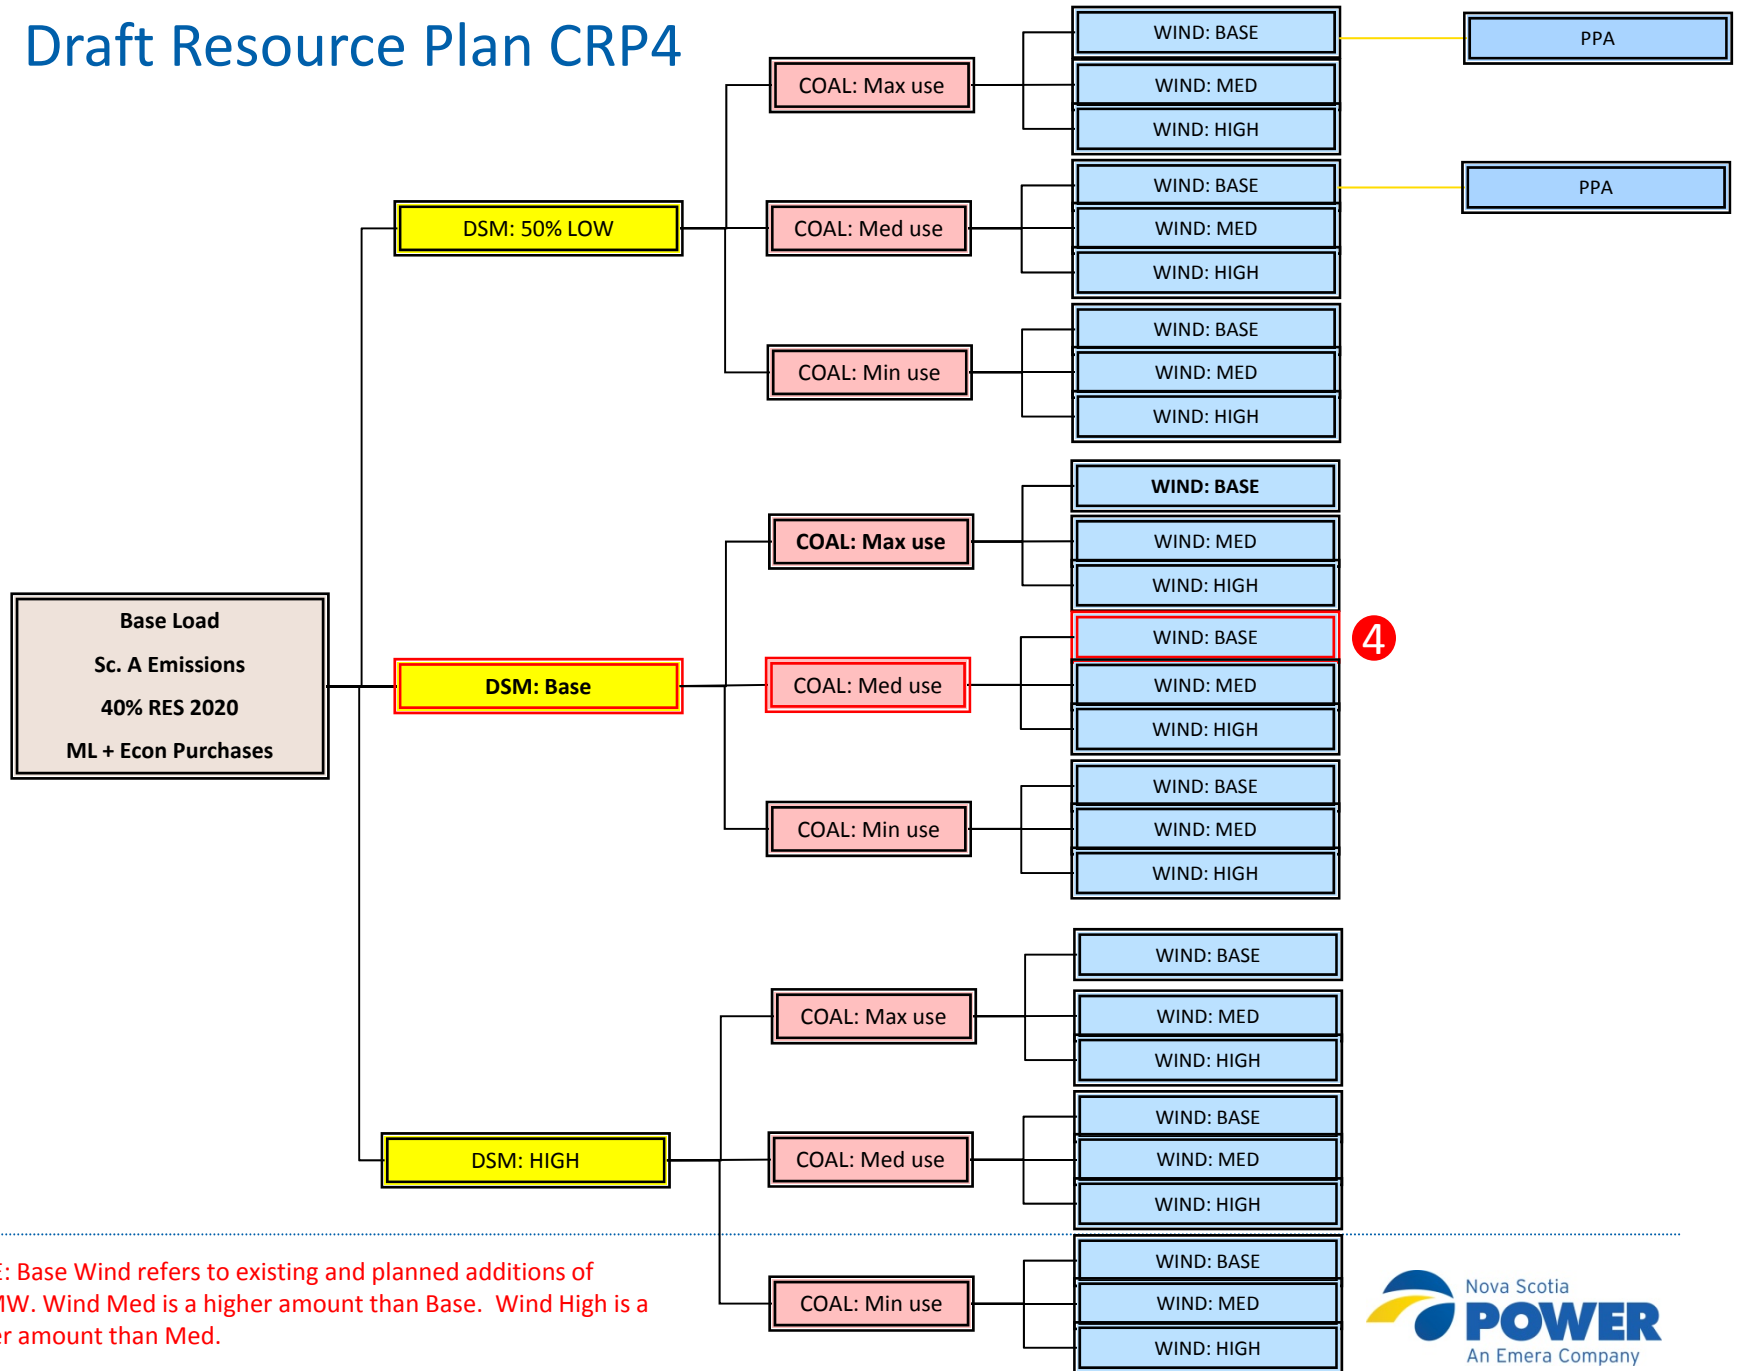 Draft Resource Plan CRP4
WIND: BASE
PPA
COAL: Max use
WIND: MED
WIND: HIGH
WIND: BASE
PPA
DSM: 50% LOW
COAL: Med use
WIND: MED
WIND: HIGH
WIND: BASE
COAL: Min use
WIND: MED
WIND: HIGH
WIND: BASE
COAL: Max use
WIND: MED
WIND: HIGH
Base Load
Sc. A Emissions
40% RES 2020
ML + Econ Purchases
WIND: BASE
4
DSM: Base
COAL: Med use
WIND: MED
WIND: HIGH
WIND: BASE
COAL: Min use
WIND: MED
WIND: HIGH
WIND: BASE
COAL: Max use
WIND: MED
WIND: HIGH
WIND: BASE
DSM: HIGH
COAL: Med use
WIND: MED
WIND: HIGH
WIND: BASE
COAL: Min use
WIND: MED
WIND: HIGH
: Base Wind refers to existing and planned additions of
MW. Wind Med is a higher amount than Base. Wind High is a
amount than Med.
Nova Scotia
POWER
An Emera Company